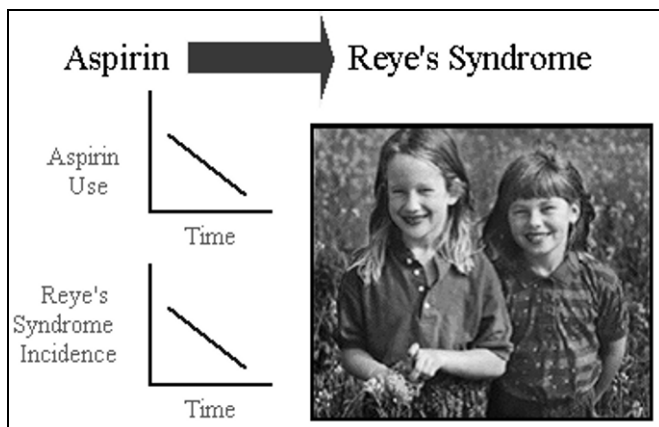 Aspirin
Reye's Syndrome
Aspirin
Use
Time
Reye's
Syndrome
Incidence
Time